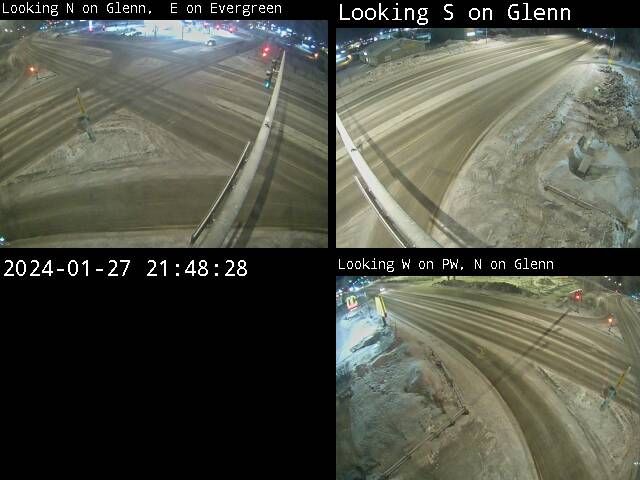 Looking N on Glenn, E on Evergreen
Looking S on Glenn
2024-01-27 21:48:28
Looking W on PW, N on Glenn